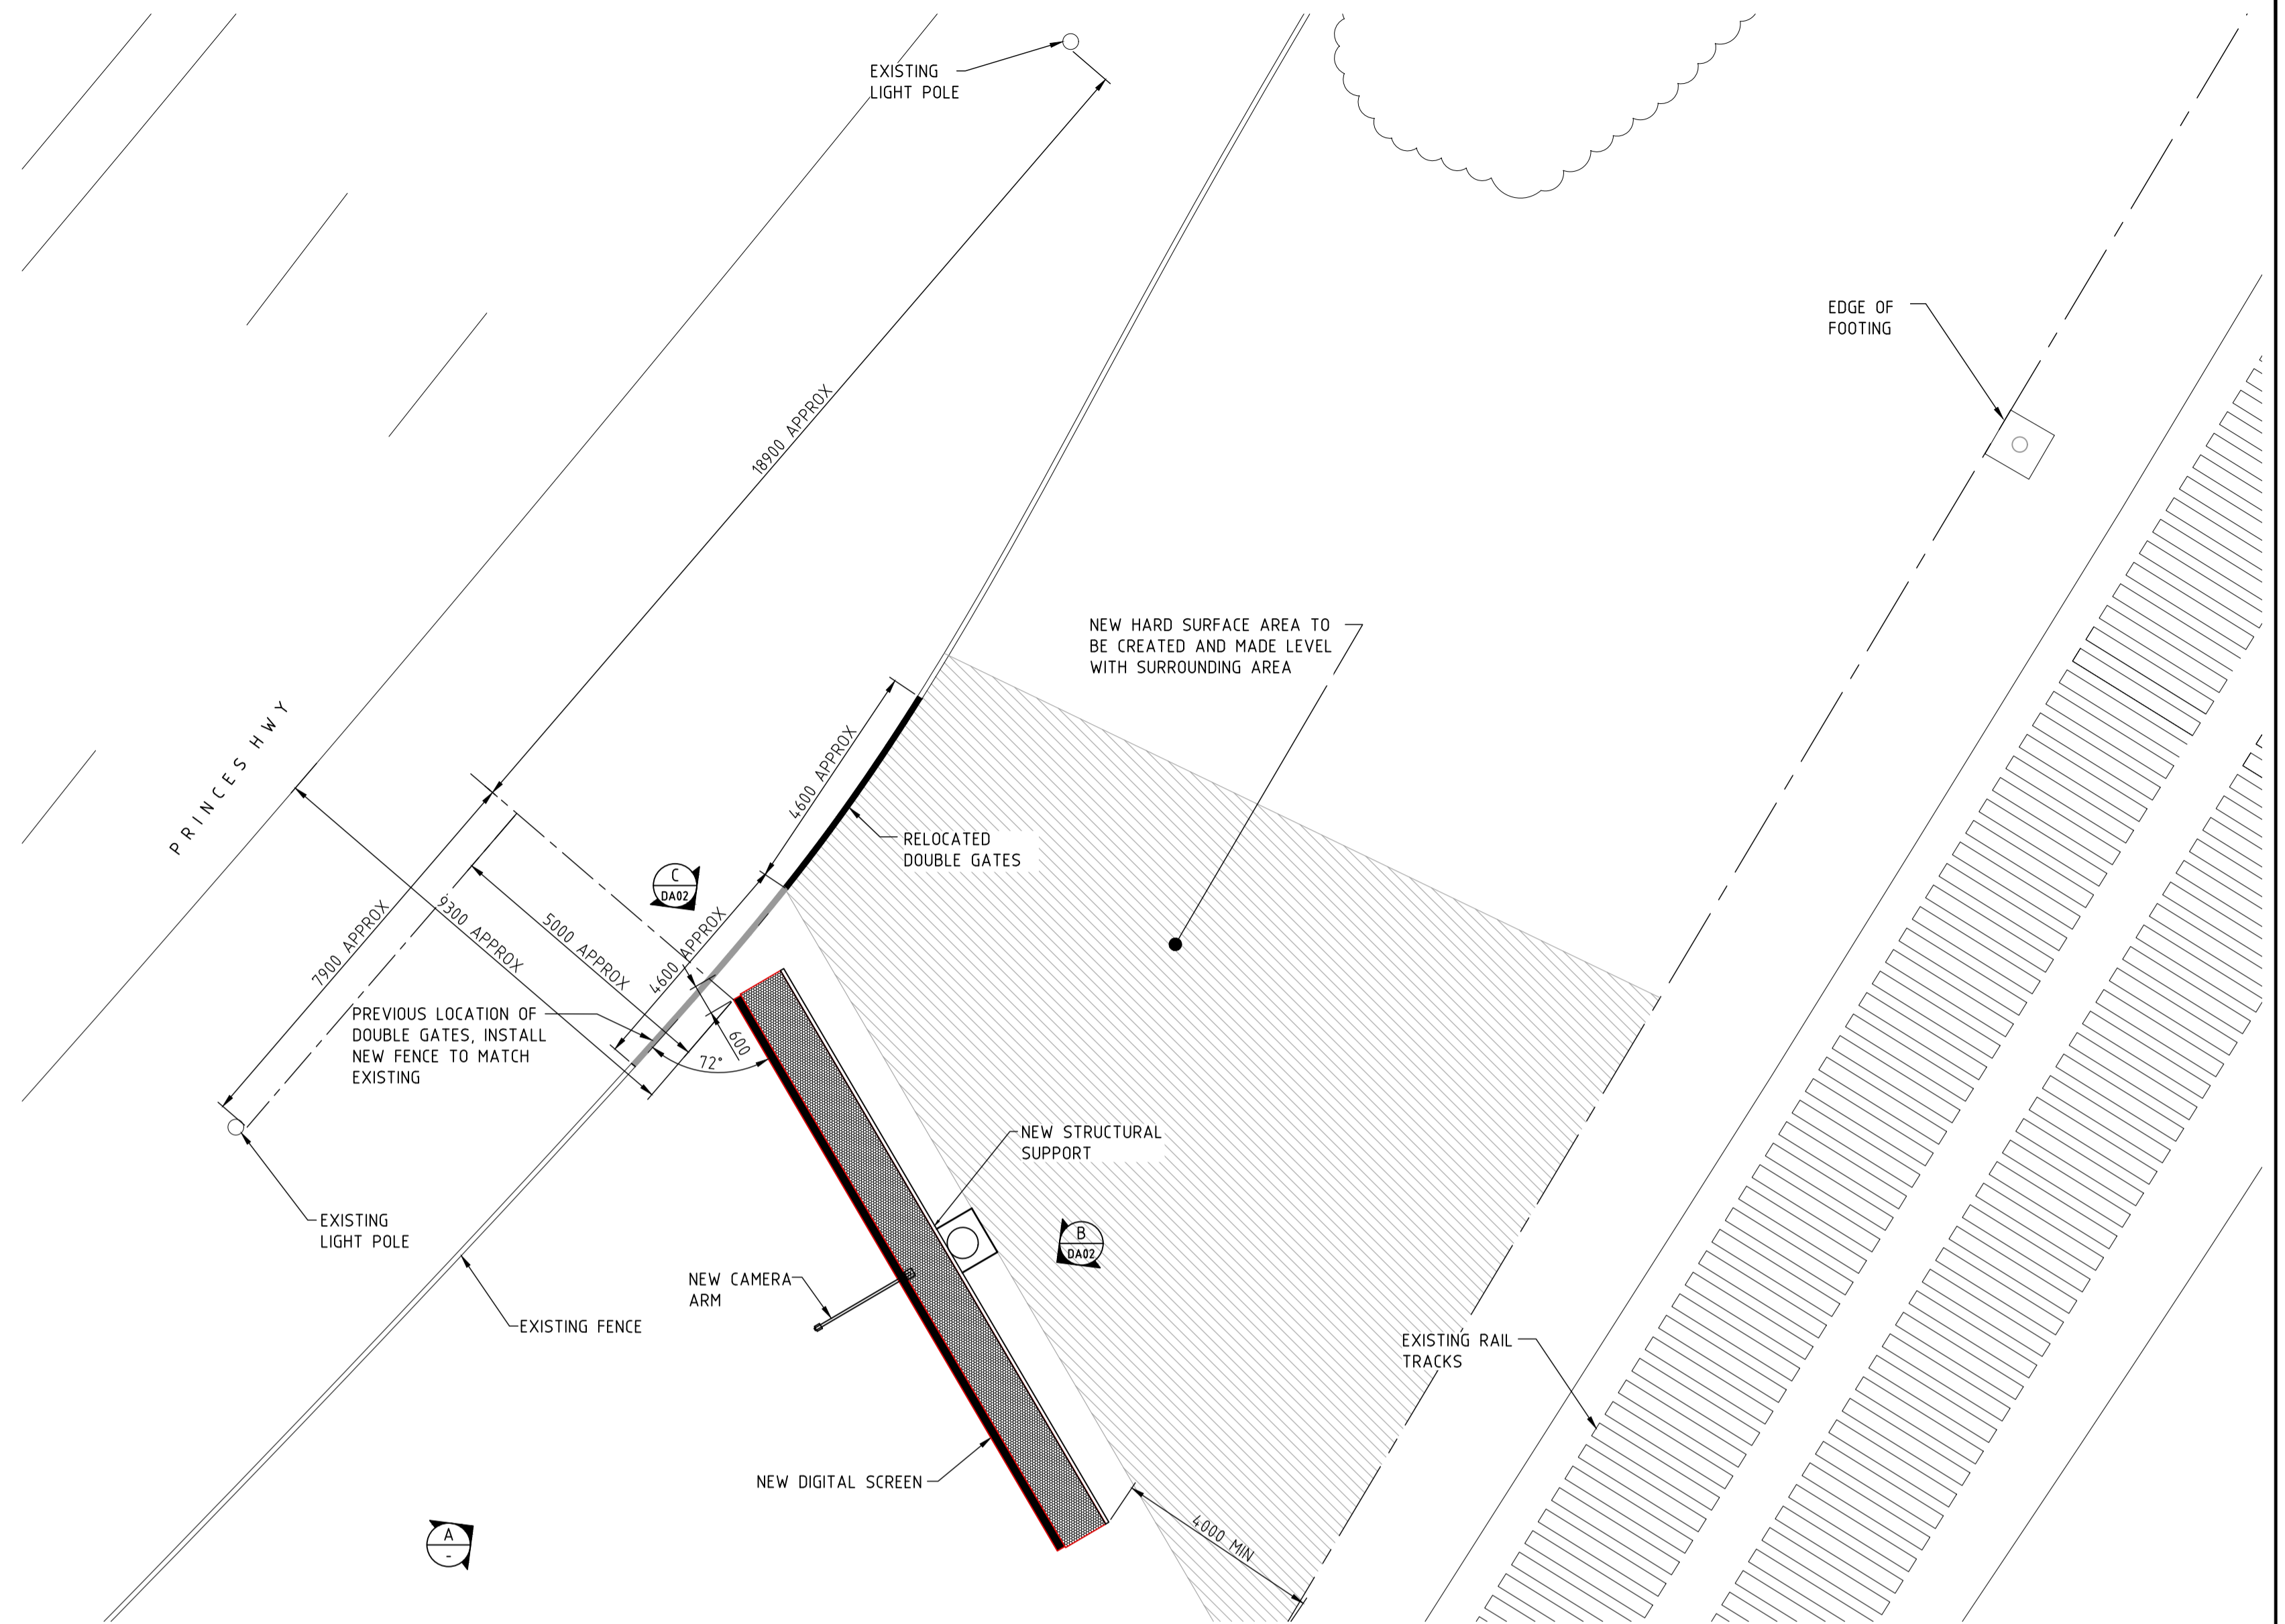 EXISTING
LIGHT POLE
18900 APPROX
EDGE OF
FOOTING
NEW HARD SURFACE AREA TO
BE CREATED AND MADE LEVEL
WITH SURROUNDING AREA
PRINCES HWY
4600 APPROX
RELOCATED
DOUBLE GATES
C
DA02
7900 APPROX
9300 APPROX
5000 APPROX
4600 APPROX
PREVIOUS LOCATION OF
DOUBLE GATES, INSTALL
NEW FENCE TO MATCH
EXISTING
600
72°
NEW STRUCTURAL
SUPPORT
EXISTING
LIGHT POLE
B
DA02
NEW CAMERA
ARM
EXISTING FENCE
EXISTING RAIL
TRACKS
NEW DIGITAL SCREEN
4000 MIN
A
-